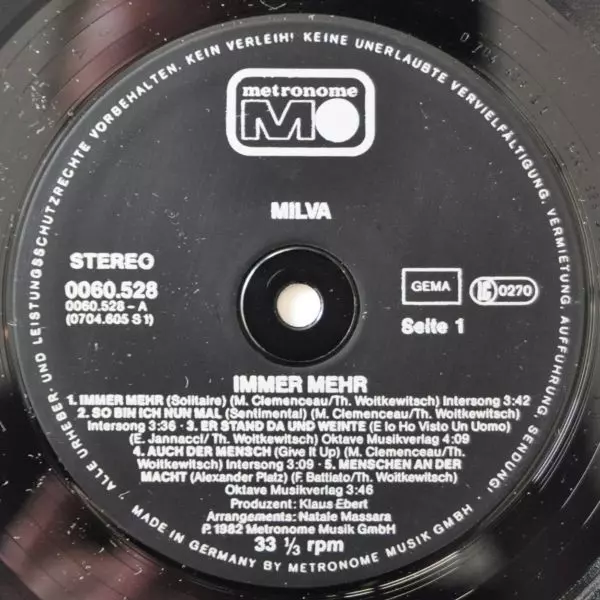 ALLE URHEBER UND LEISTUNGSSCHUTZRECHTE VORBEHALTEN. KEIN VERLEIH! KEINE UNERLAUBTE VERVIELFÄLTIGUNG, VERMIETUNG, AUFFÜHRUNG, SENDUNG!
metronome
M
MILVA
STEREO
0060.528
0060.528 – A
(0704.605 S 1)
GEMA
LC 0270
Seite 1
IMMER MEHR
1. IMMER MEHR (Solitaire) (M. Clemenceau/Th. Woitkewitsch) Intersong 3:42
2. SO BIN ICH NUN MAL (Sentimental) (M. Clemenceau/Th. Woitkewitsch)
Intersong 3:36 · 3. ER STAND DA UND WEINTE (E Io Ho Visto Un Uomo)
(E. Jannacci/ Th. Woitkewitsch) Oktave Musikverlag 4:09
4. AUCH DER MENSCH (Give It Up) (M. Clemenceau/Th.
Woitkewitsch) Intersong 3:09 · 5. MENSCHEN AN DER
MACHT (Alexander Platz) (F. Battiato/Th. Woitkewitsch)
Oktave Musikverlag 3:46
Produzent: Klaus Ebert
Arrangements: Natale Massara
P. 1982 Metronome Musik GmbH
33 ⅓ rpm
MADE IN GERMANY BY METRONOME MUSIK GMBH ·